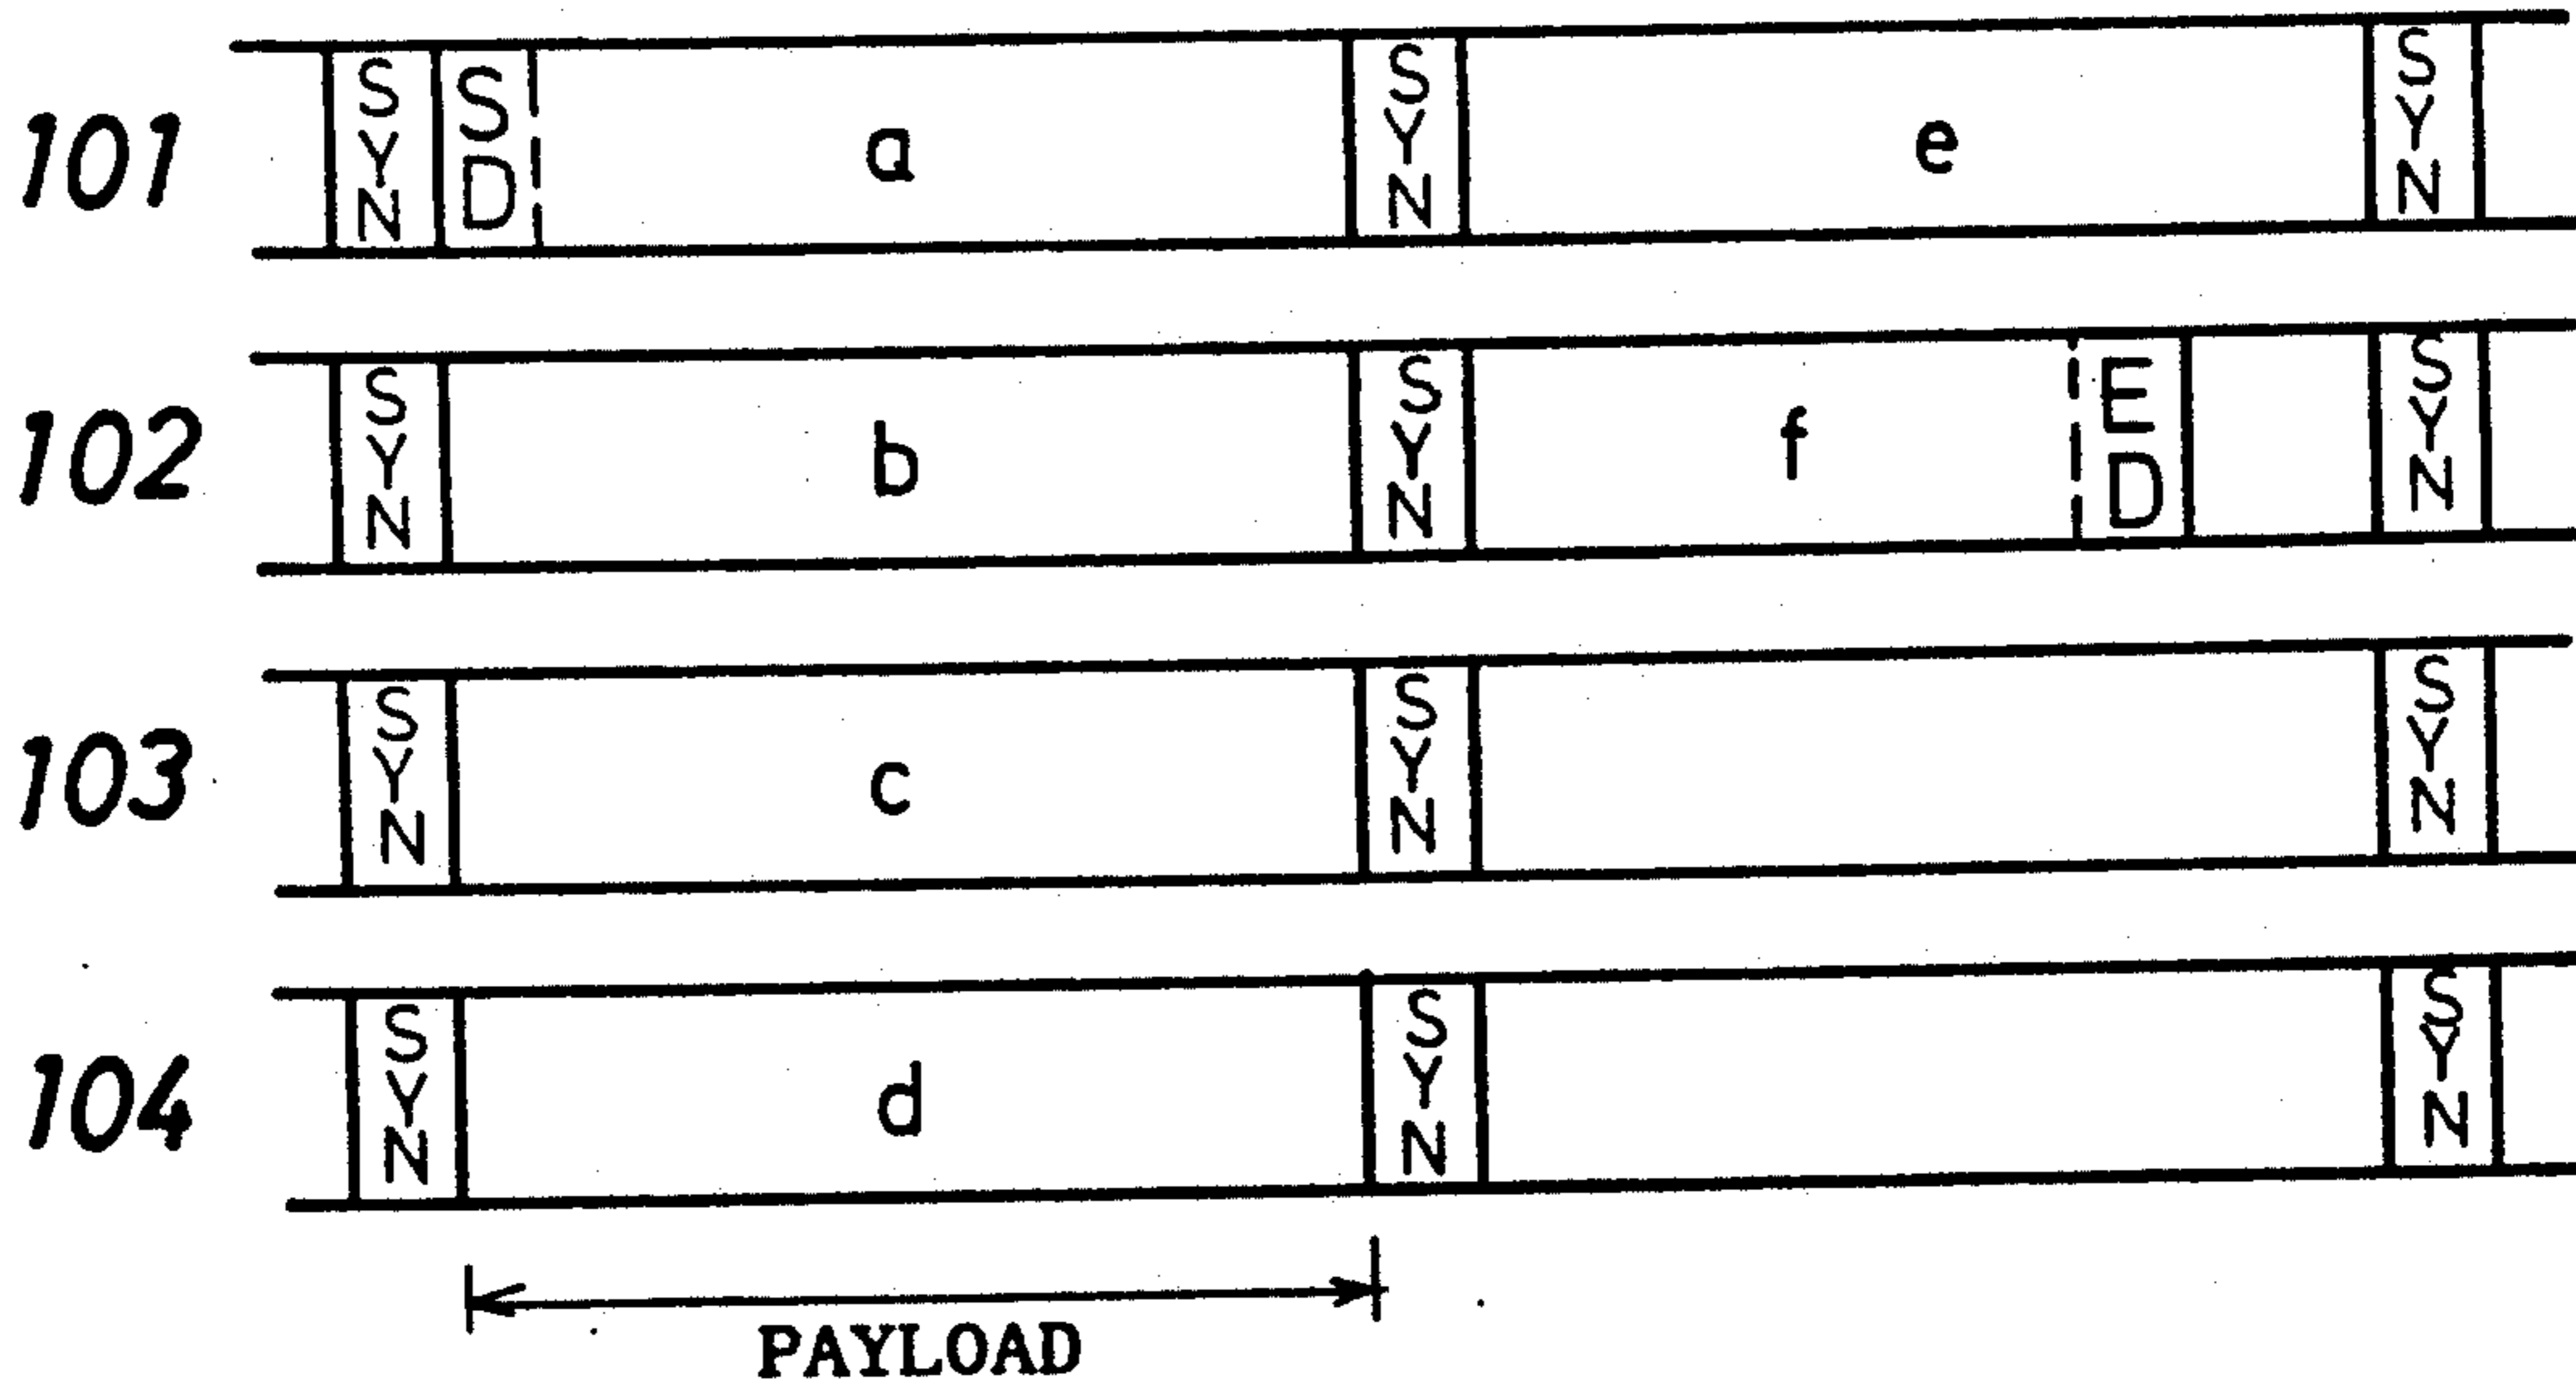 101 SYN SD a SYN e SYN
102 SYN b SYN f ED SYN
103 SYN c SYN SYN
104 SYN d SYN SYN
PAYLOAD